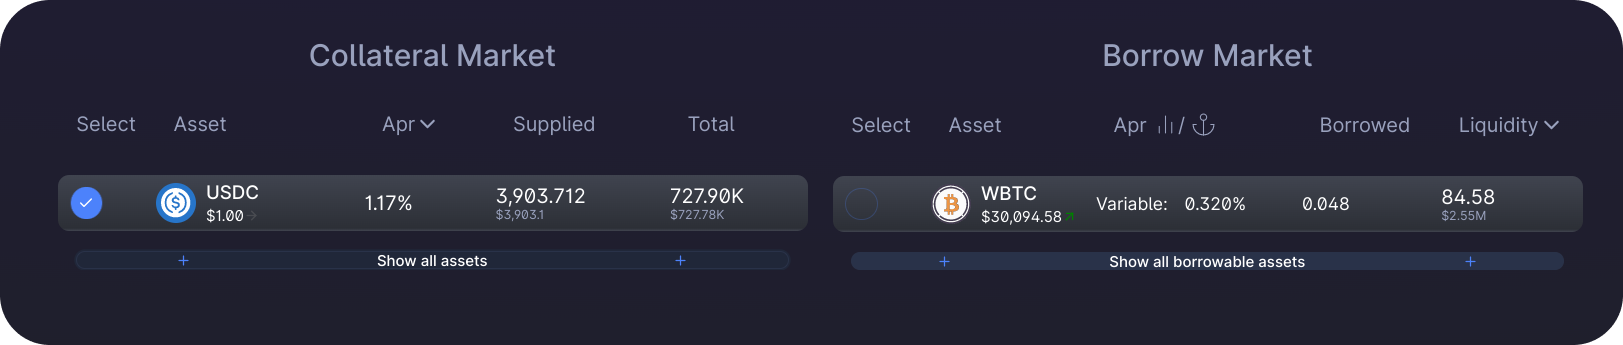 Collateral Market
Select Asset Apr Supplied Total
USDC
$1.00
1.17%
3,903.712
$3,903.1
727.90K
$727.78K
+ Show all assets +
Borrow Market
Select Asset Apr / Borrowed Liquidity
WBTC
$30,094.58
Variable: 0.320%
0.048
84.58
$2.55M
+ Show all borrowable assets +